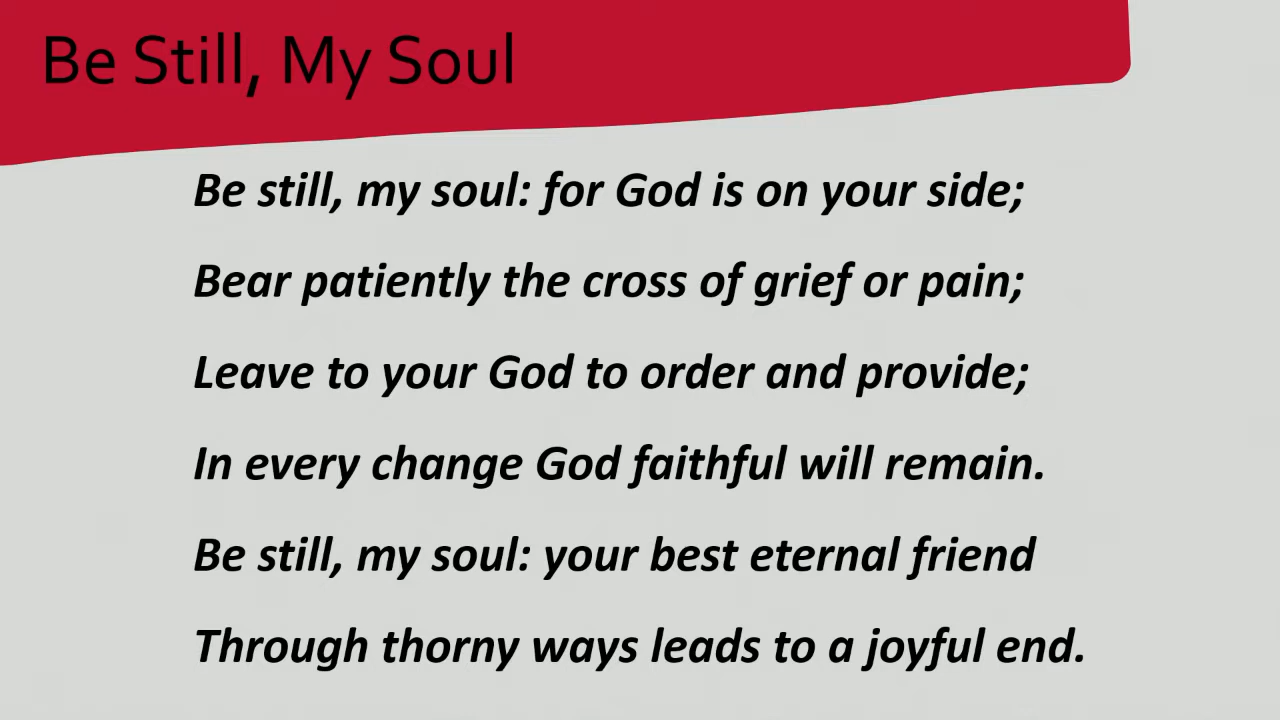 Be Still, My Soul
Be still, my soul: for God is on your side;
Bear patiently the cross of grief or pain;
Leave to your God to order and provide;
In every change God faithful will remain.
Be still, my soul: your best eternal friend
Through thorny ways leads to a joyful end.